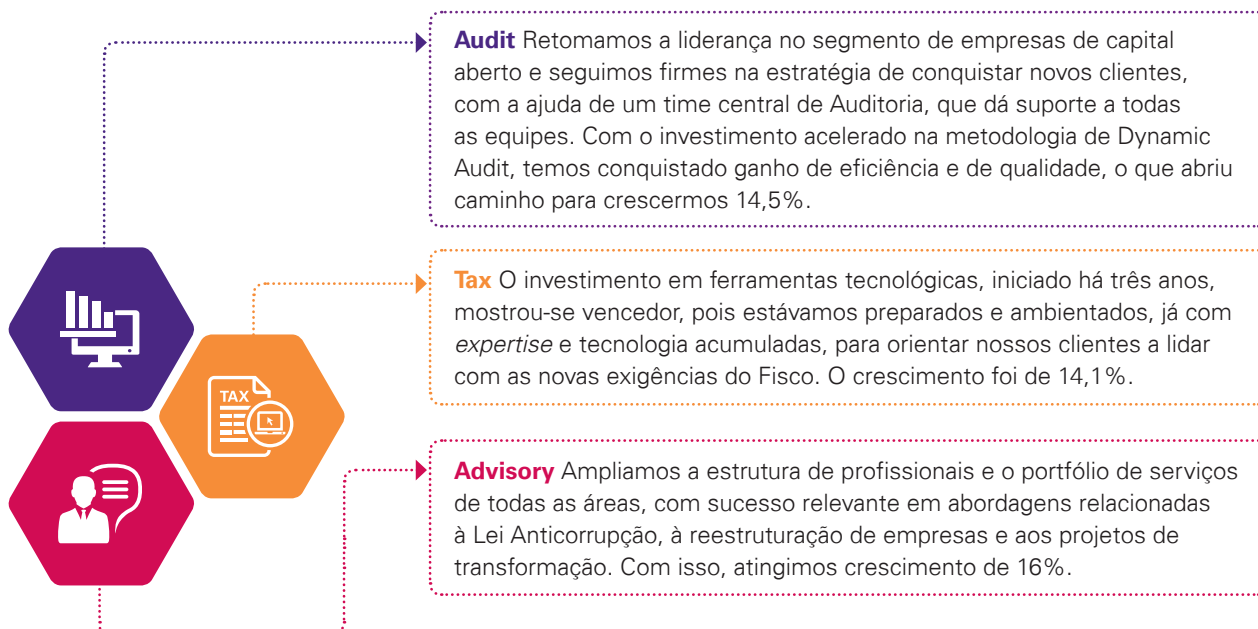 Audit Retomamos a liderança no segmento de empresas de capital
aberto e seguimos firmes na estratégia de conquistar novos clientes,
com a ajuda de um time central de Auditoria, que dá suporte a todas
as equipes. Com o investimento acelerado na metodologia de Dynamic
Audit, temos conquistado ganho de eficiência e de qualidade, o que abriu
caminho para crescermos 14,5%.
Tax O investimento em ferramentas tecnológicas, iniciado há três anos,
mostrou-se vencedor, pois estávamos preparados e ambientados, já com
expertise e tecnologia acumuladas, para orientar nossos clientes a lidar
com as novas exigências do Fisco. O crescimento foi de 14,1%.
TAX
Advisory Ampliamos a estrutura de profissionais e o portfólio de serviços
de todas as áreas, com sucesso relevante em abordagens relacionadas
à Lei Anticorrupção, à reestruturação de empresas e aos projetos de
transformação. Com isso, atingimos crescimento de 16%.